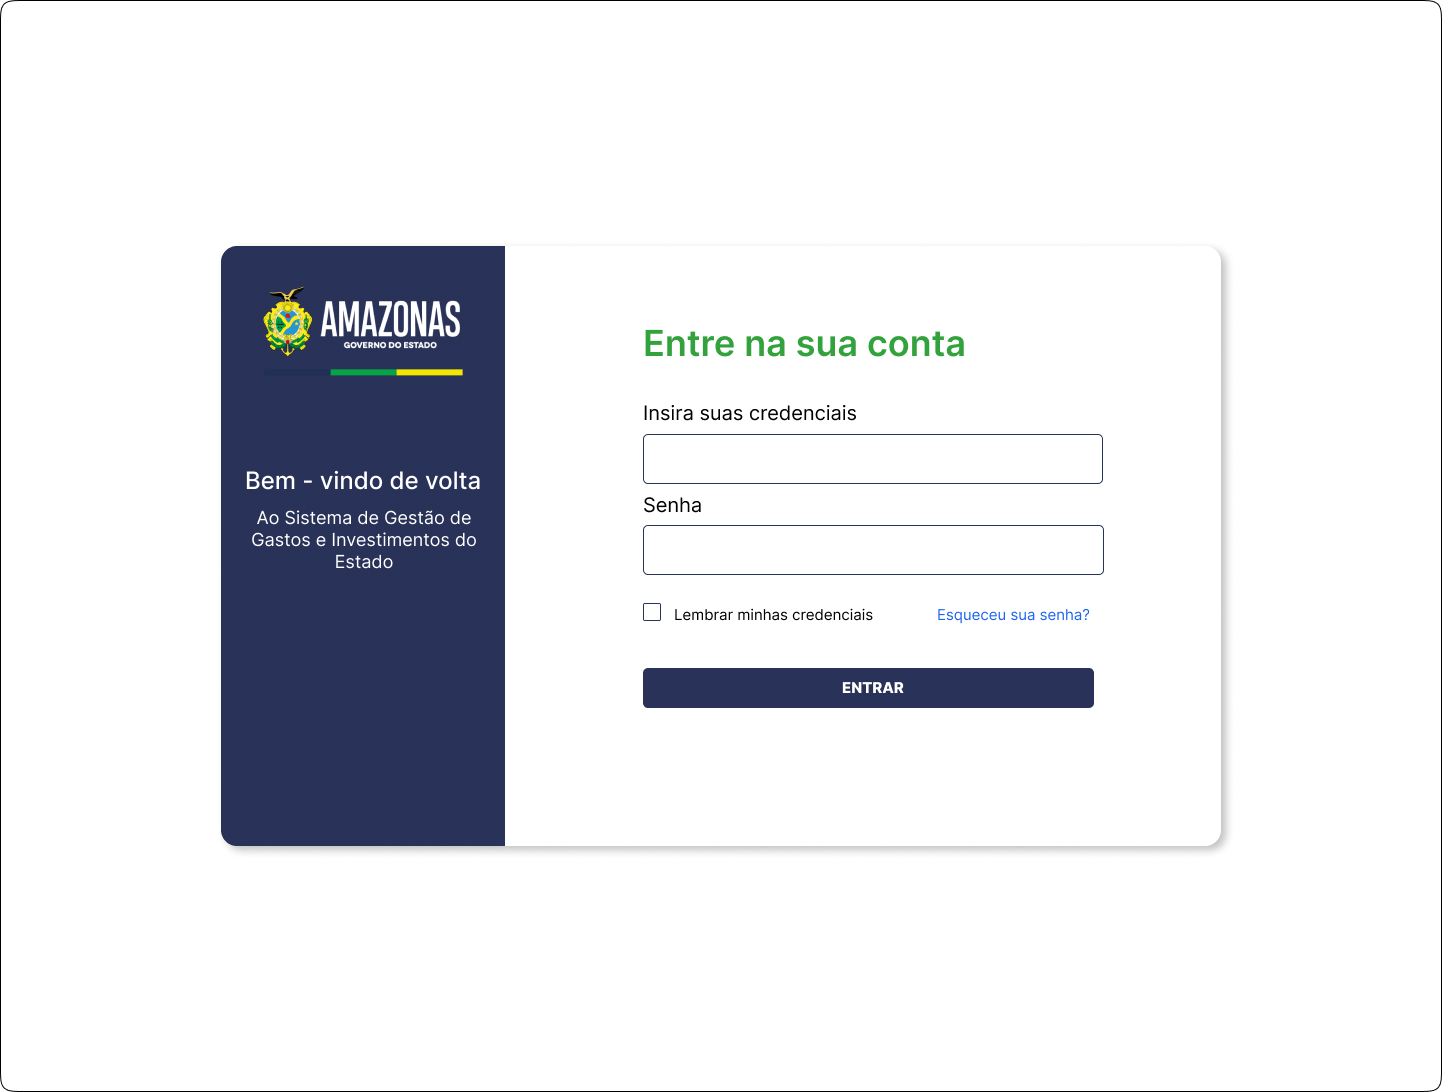 AMAZONAS
GOVERNO DO ESTADO
Bem - vindo de volta
Ao Sistema de Gestão de
Gastos e Investimentos do
Estado
Entre na sua conta
Insira suas credenciais
Senha
Lembrar minhas credenciais
Esqueceu sua senha?
ENTRAR